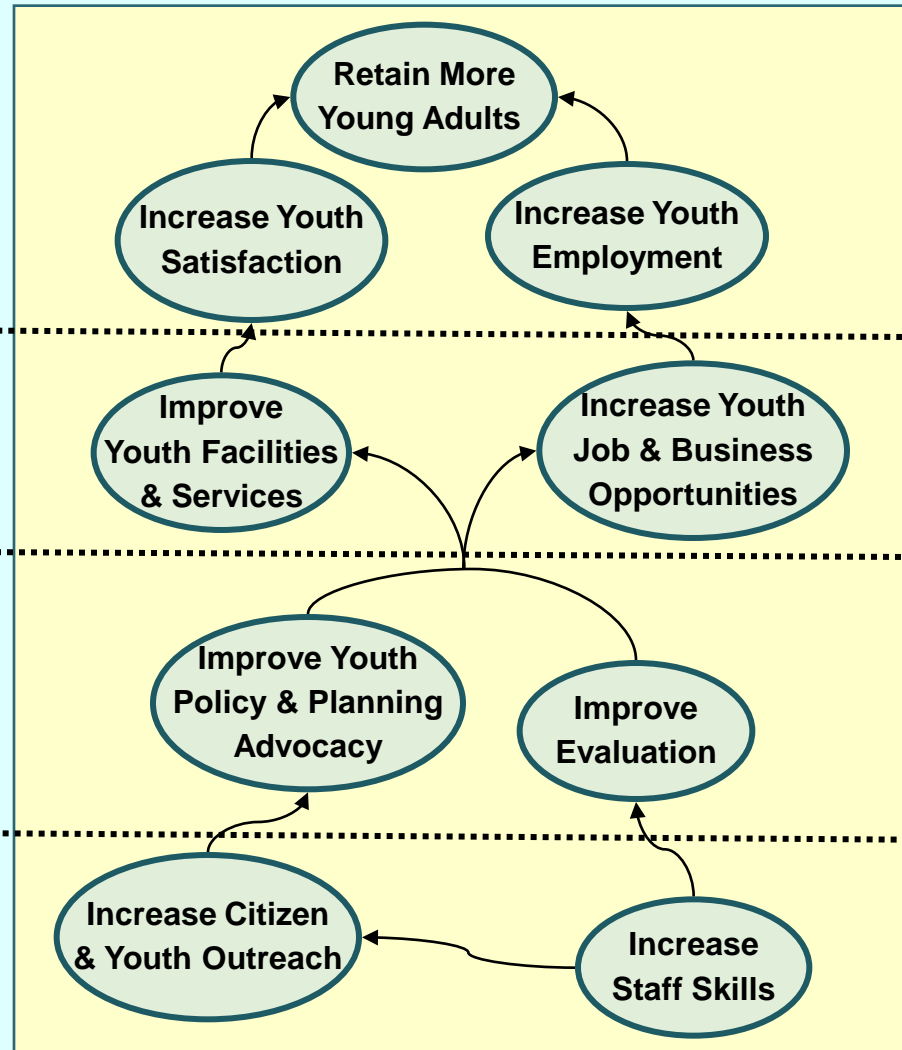 Retain More
Young Adults
Increase Youth
Satisfaction
Increase Youth
Employment
Improve
Youth Facilities
& Services
Increase Youth
Job & Business
Opportunities
Improve Youth
Policy & Planning
Advocacy
Improve
Evaluation
Increase Citizen
& Youth Outreach
Increase
Staff Skills